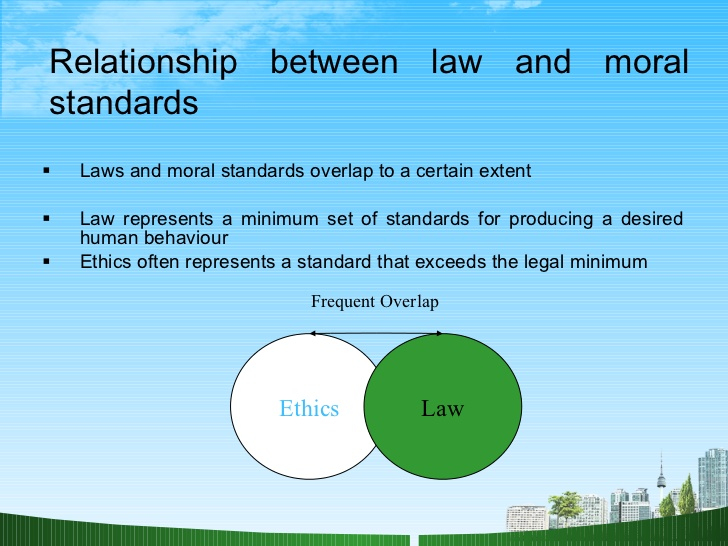 Relationship between law and moral
standards
▪ Laws and moral standards overlap to a certain extent
▪ Law represents a minimum set of standards for producing a desired
human behaviour
▪ Ethics often represents a standard that exceeds the legal minimum
Frequent Overlap
Ethics
Law